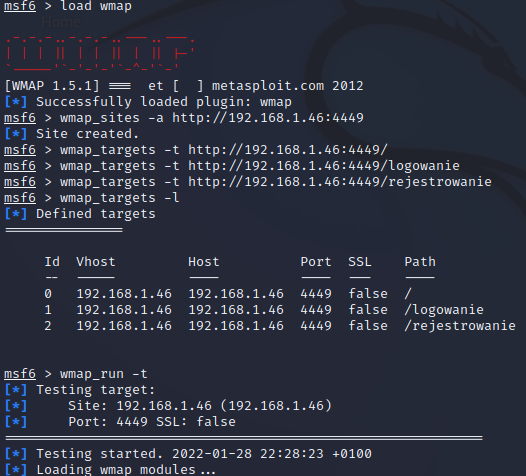 msf6 > load wmap
[WMAP 1.5.1] === et [  ] metasploit.com 2012
[*] Successfully loaded plugin: wmap
msf6 > wmap_sites -a http://192.168.1.46:4449
[*] Site created.
msf6 > wmap_targets -t http://192.168.1.46:4449/
msf6 > wmap_targets -t http://192.168.1.46:4449/logowanie
msf6 > wmap_targets -t http://192.168.1.46:4449/rejestrowanie
msf6 > wmap_targets -l
[*] Defined targets
===============
Id  Vhost         Host          Port  SSL    Path
--  -----         ----          ----  ---    ----
0   192.168.1.46  192.168.1.46  4449  false  /
1   192.168.1.46  192.168.1.46  4449  false  /logowanie
2   192.168.1.46  192.168.1.46  4449  false  /rejestrowanie
msf6 > wmap_run -t
[*] Testing target:
[*]     Site: 192.168.1.46 (192.168.1.46)
[*]     Port: 4449 SSL: false
============================================================
[*] Testing started. 2022-01-28 22:28:23 +0100
[*] Loading wmap modules...